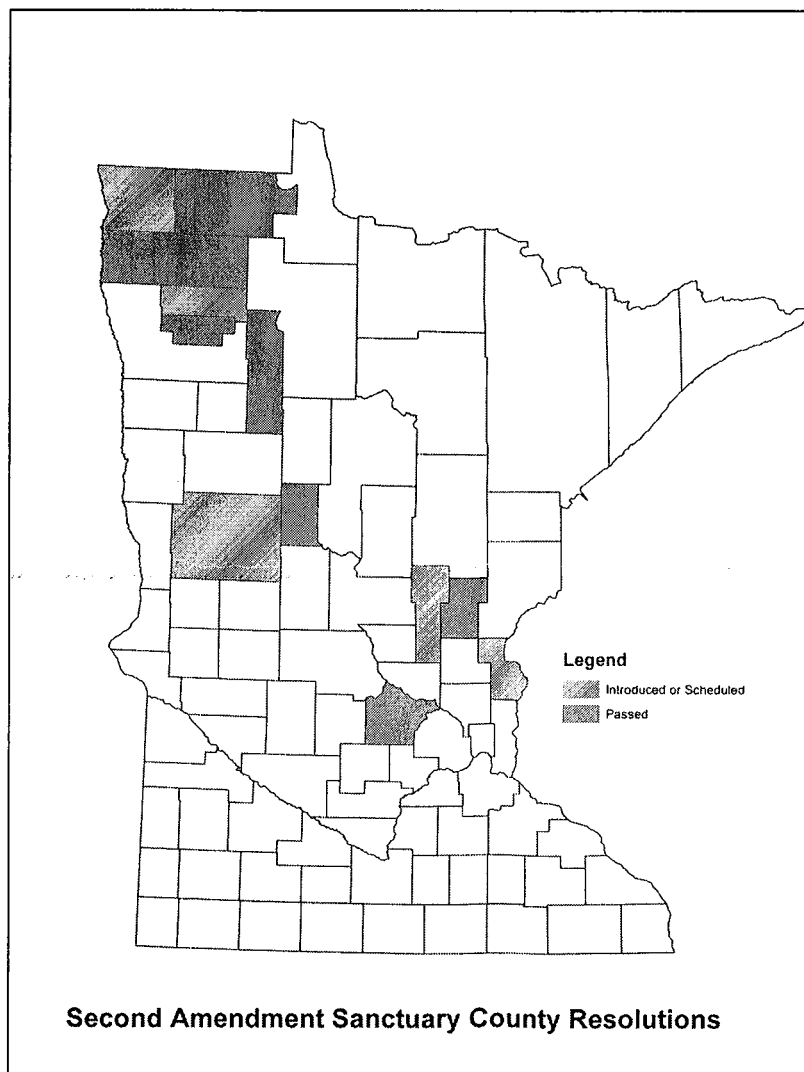 Legend
Introduced or Scheduled
Passed
Second Amendment Sanctuary County Resolutions